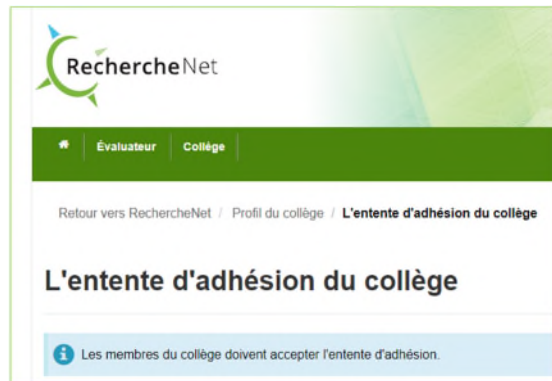 RechercheNet
Évaluateur Collège
Retour vers RechercheNet / Profil du collège / L'entente d'adhésion du collège
L'entente d'adhésion du collège
Les membres du collège doivent accepter l'entente d'adhésion.